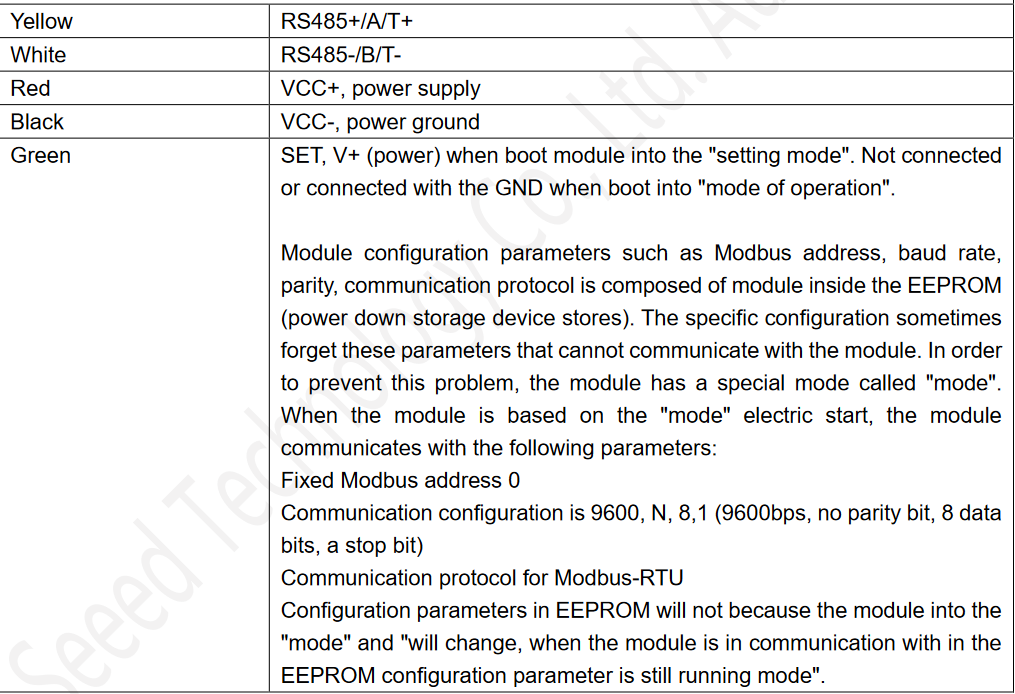 Yellow RS485+/A/T+
White RS485-/B/T-
Red VCC+, power supply
Black VCC-, power ground
Green SET, V+ (power) when boot module into the "setting mode". Not connected
or connected with the GND when boot into "mode of operation".
Module configuration parameters such as Modbus address, baud rate,
parity, communication protocol is composed of module inside the EEPROM
(power down storage device stores). The specific configuration sometimes
forget these parameters that cannot communicate with the module. In order
to prevent this problem, the module has a special mode called "mode".
When the module is based on the "mode" electric start, the module
communicates with the following parameters:
Fixed Modbus address 0
Communication configuration is 9600, N, 8,1 (9600bps, no parity bit, 8 data
bits, a stop bit)
Communication protocol for Modbus-RTU
Configuration parameters in EEPROM will not because the module into the
"mode" and "will change, when the module is in communication with in the
EEPROM configuration parameter is still running mode".
Seeed Technology Co., Ltd.